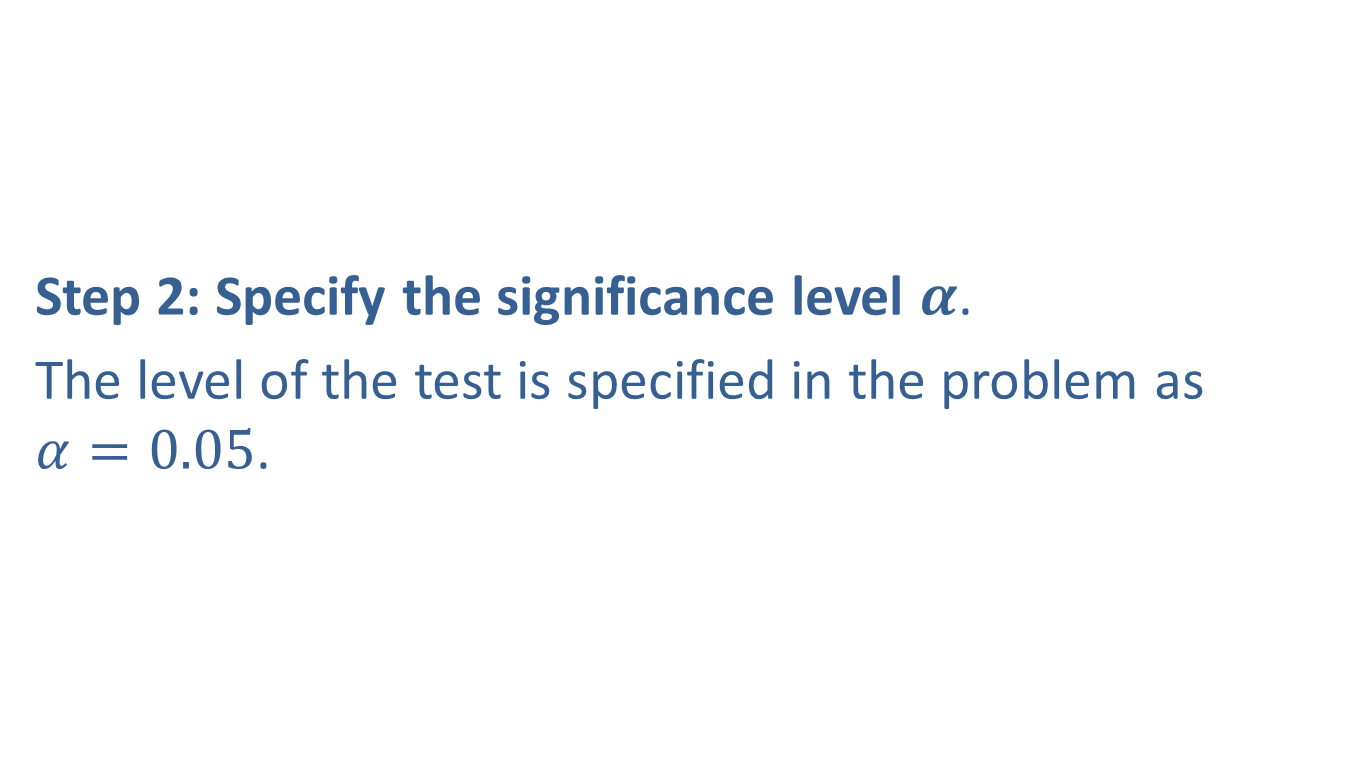 Step 2: Specify the significance level 𝜶.
The level of the test is specified in the problem as
𝛼 = 0.05.